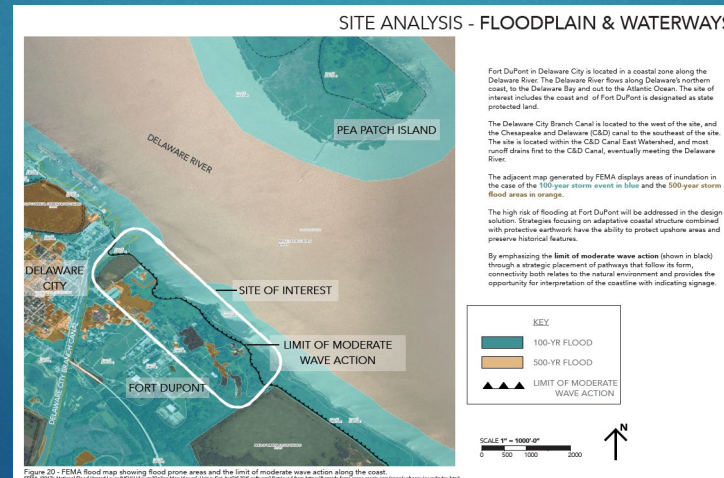 SITE ANALYSIS - FLOODPLAIN & WATERWAYS
PEA PATCH ISLAND
DELAWARE RIVER
DELAWARE
CITY
SITE OF INTEREST
LIMIT OF MODERATE
WAVE ACTION
FORT DUPONT
DELAWARE CITY BRANCH CANAL
Fort DuPont in Delaware City is located in a coastal zone along the
Delaware River. The Delaware River flows along Delaware's northern
coast, to the Delaware Bay and out to the Atlantic Ocean. The site of
interest includes the coast and of Fort DuPont is designated as state
protected land.
The Delaware City Branch Canal is located to the west of the site, and
the Chesapeake and Delaware (C&D) canal to the southeast of the site.
The site is located within the C&D Canal East Watershed, and most
runoff drains first to the C&D Canal, eventually meeting the Delaware
River.
The adjacent map generated by FEMA displays areas of inundation in
the case of the 100-year storm event in blue and the 500-year storm
flood areas in orange.
The high risk of flooding at Fort DuPont will be addressed in the design
solution. Strategies focusing on adaptative coastal structure combined
with protective earthwork have the ability to protect upshore areas and
preserve historical features.
By emphasizing the limit of moderate wave action (shown in black)
through a strategic placement of pathways that follow its form,
connectivity both relates to the natural environment and provides the
opportunity for interpretation of the coastline with indicating signage.
KEY
100-YR FLOOD
500-YR FLOOD
LIMIT OF MODERATE
WAVE ACTION
SCALE 1" = 1000'-0"
0 500 1000 2000
N
Figure 20 - FEMA flood map showing flood prone areas and the limit of moderate wave action along the coast.